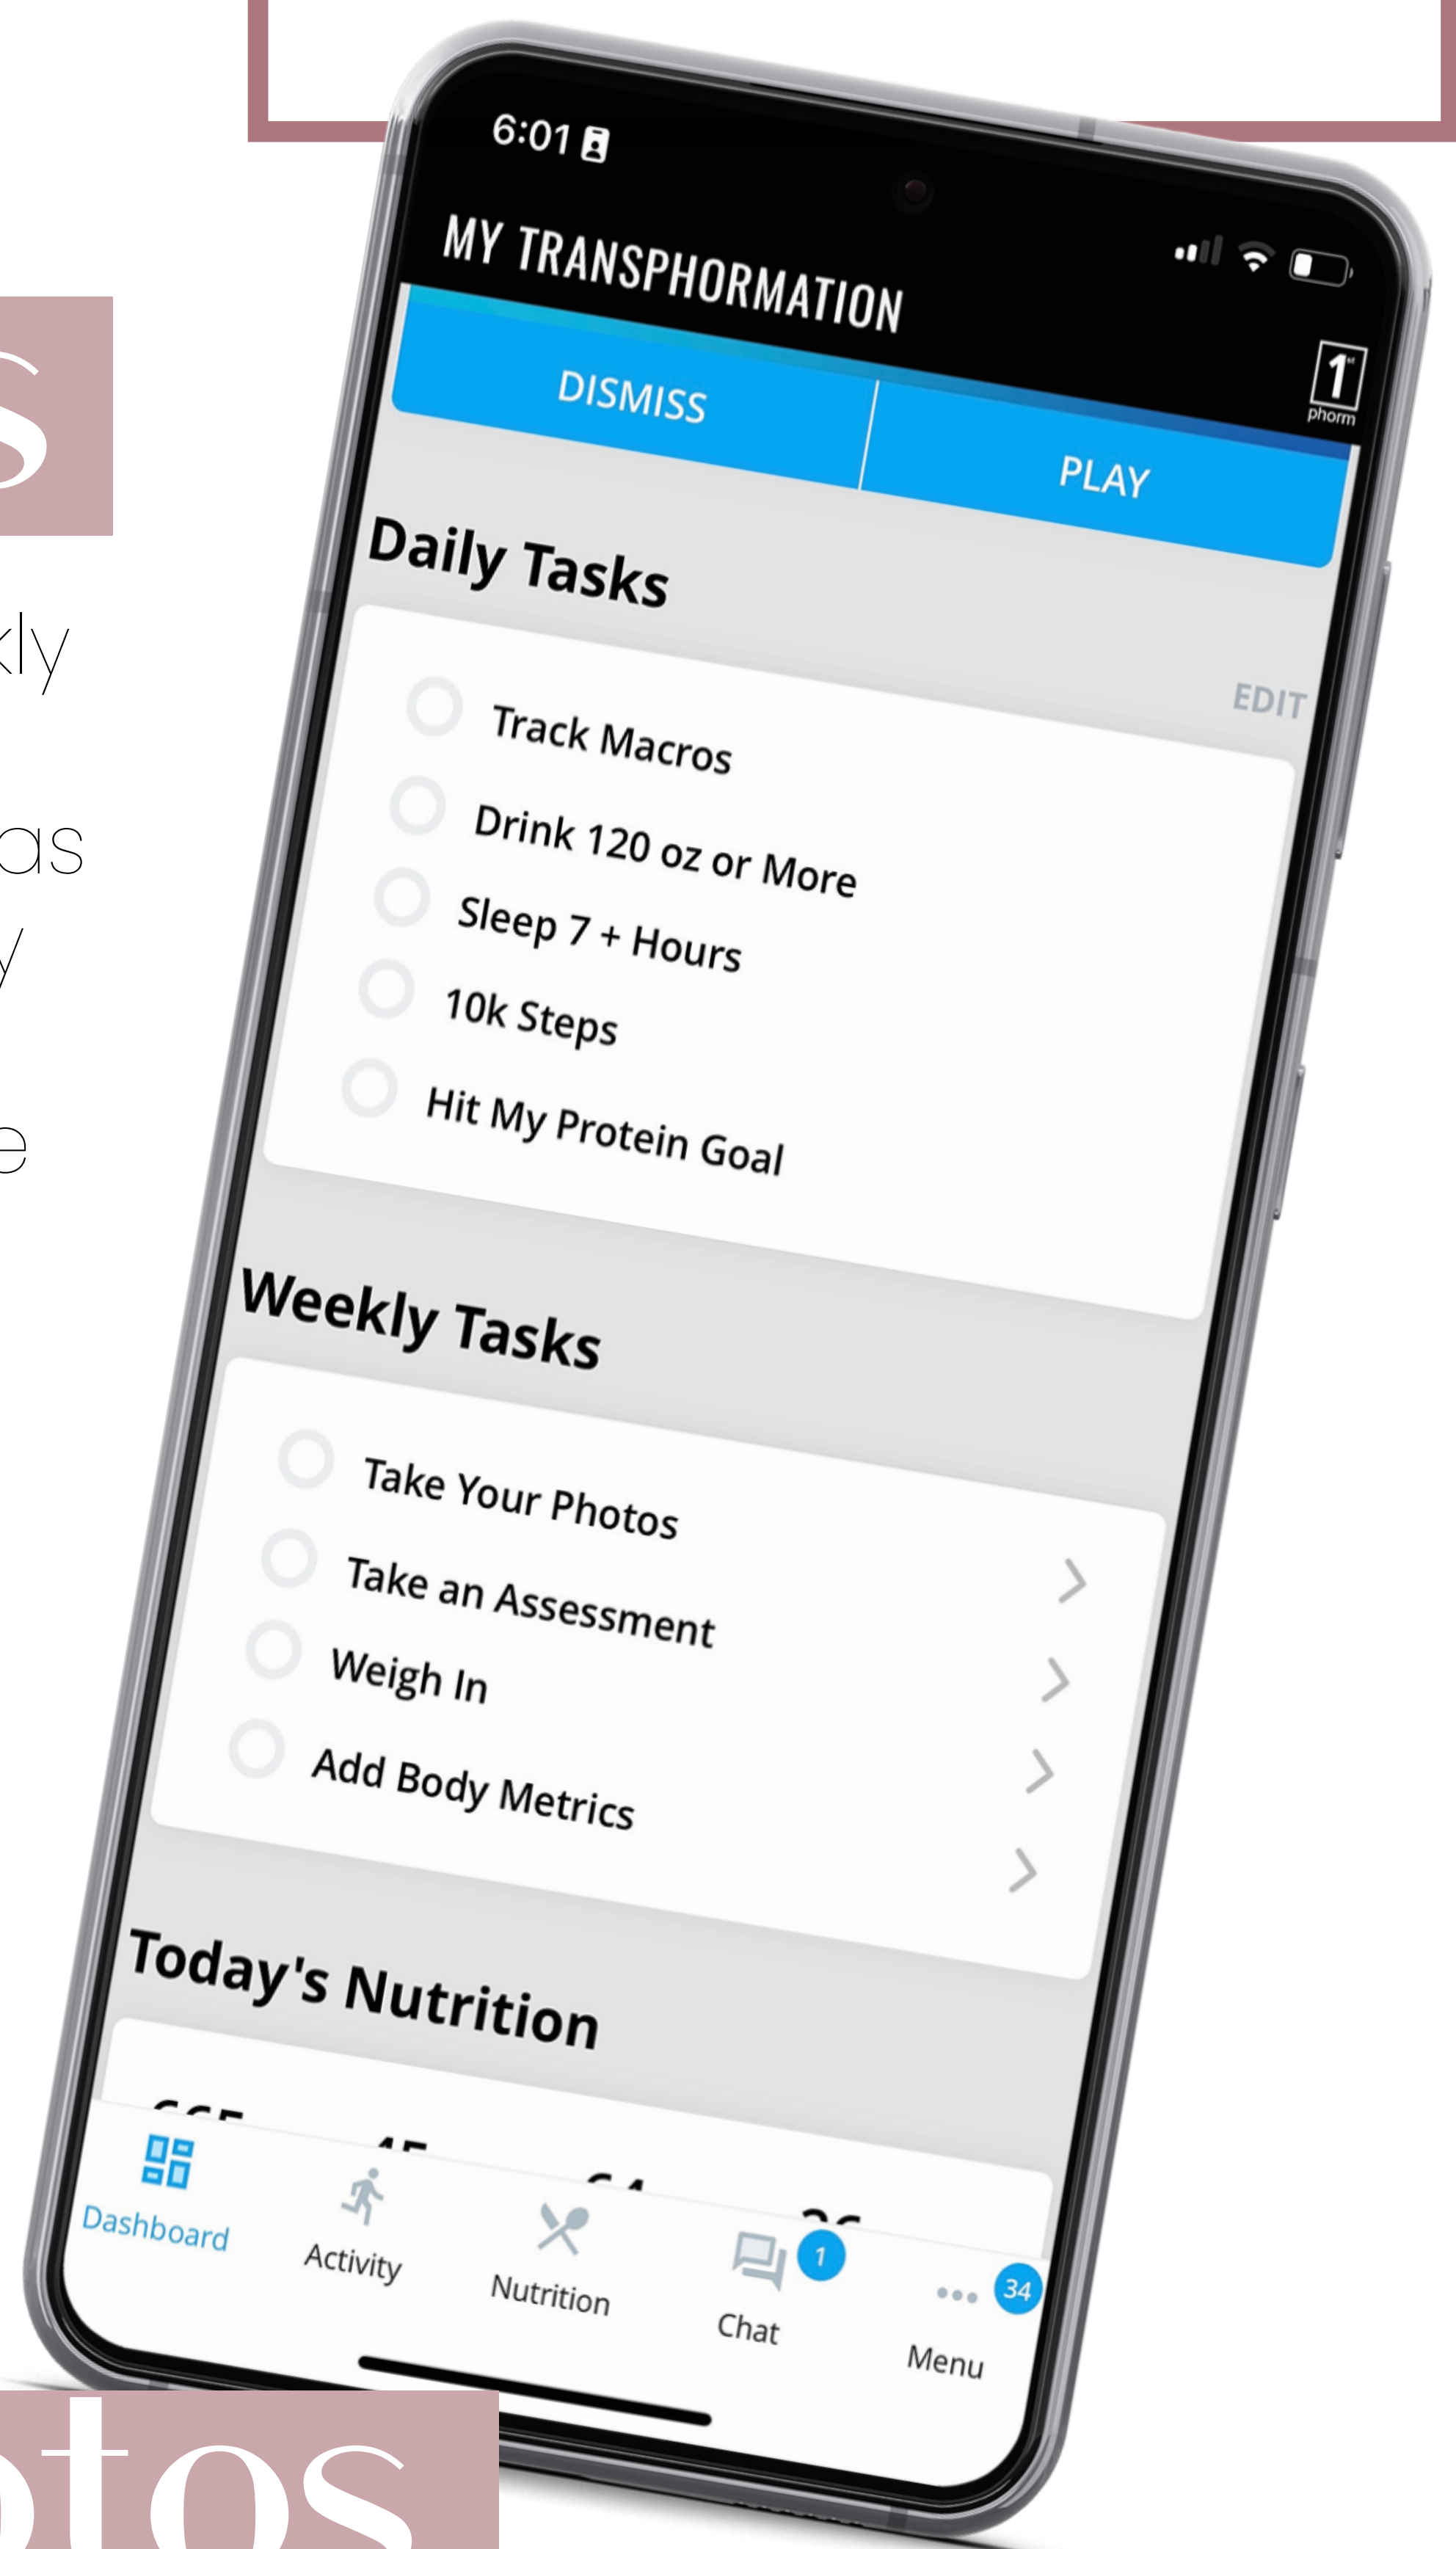 6:01
MY TRANSPHORMATION
1st
phorm
DISMISS
PLAY
Daily Tasks
EDIT
Track Macros
Drink 120 oz or More
Sleep 7 + Hours
10k Steps
Hit My Protein Goal
Weekly Tasks
Take Your Photos
Take an Assessment
Weigh In
Add Body Metrics
Today's Nutrition
Dashboard
Activity
Nutrition
Chat
1
Menu
34